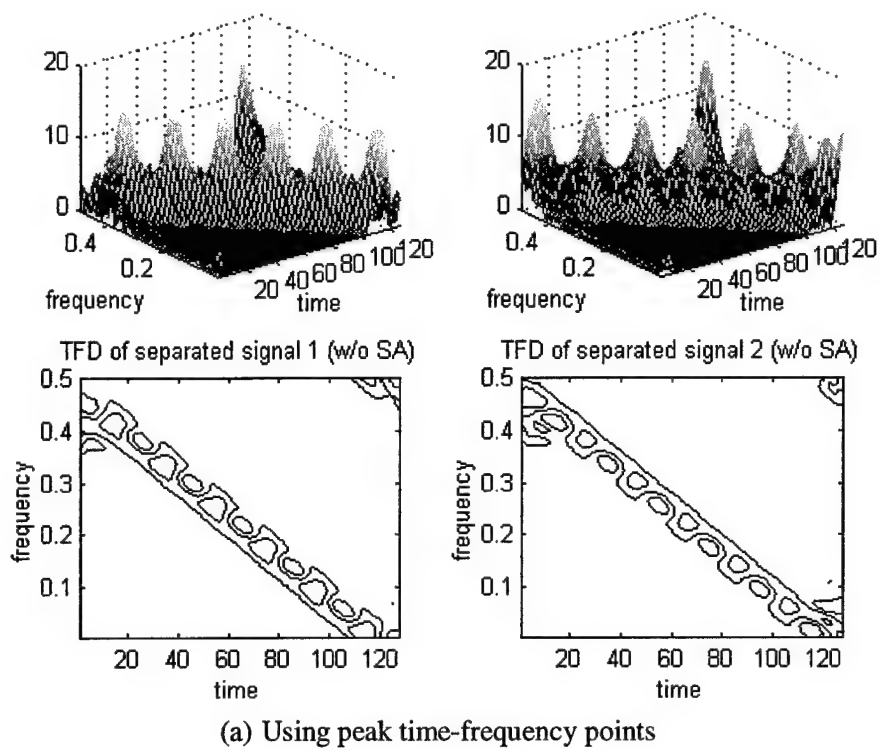 20
10
0
0.4
0.2
frequency
20 40 60 80 100 120
time
20
10
0
0.4
0.2
frequency
20 40 60 80 100 120
time
TFD of separated signal 1 (w/o SA)
0.5
0.4
0.3
0.2
0.1
frequency
20 40 60 80 100 120
time
TFD of separated signal 2 (w/o SA)
0.5
0.4
0.3
0.2
0.1
frequency
20 40 60 80 100 120
time
(a) Using peak time-frequency points